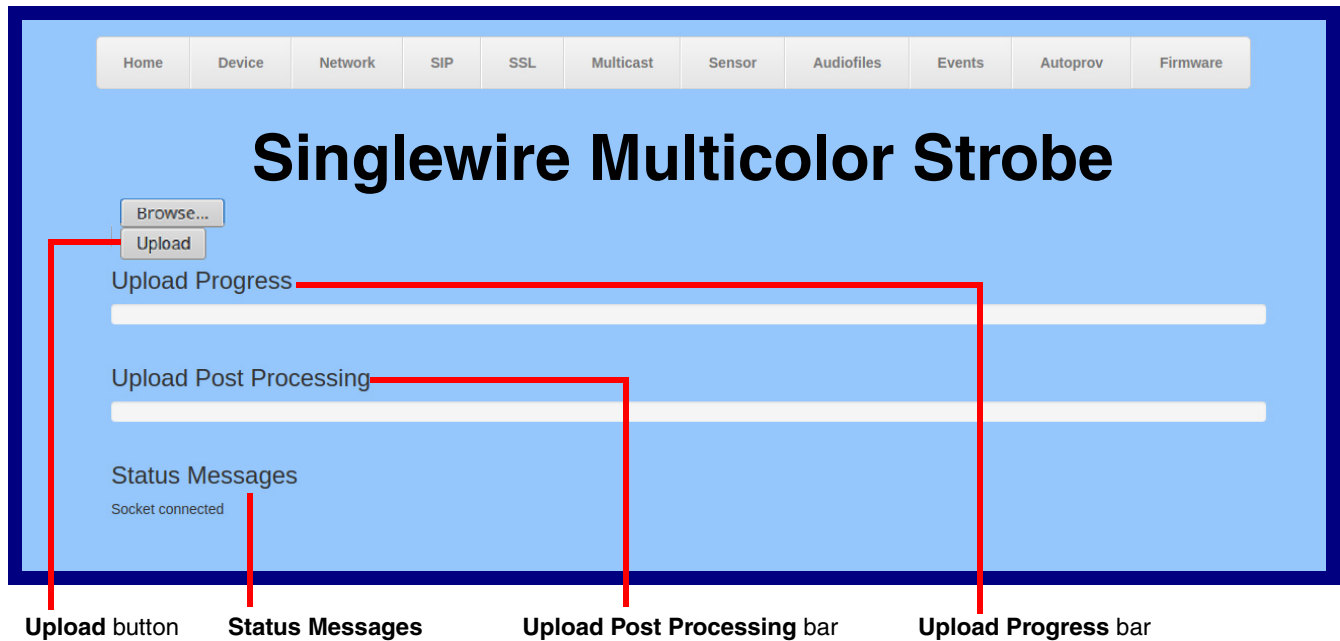 Home Device Network SIP SSL Multicast Sensor Audiofiles Events Autoprov Firmware
Singlewire Multicolor Strobe
Browse...
Upload
Upload Progress
Upload Post Processing
Status Messages
Socket connected
Upload button Status Messages Upload Post Processing bar Upload Progress bar